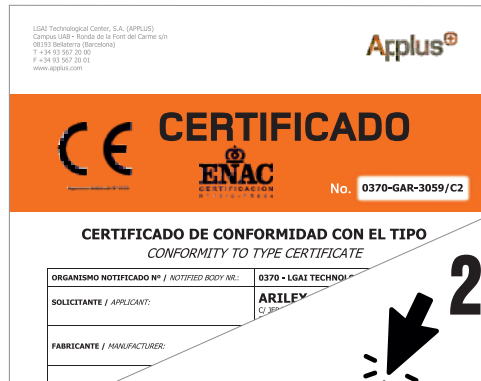 LGAI Technological Center, S.A. (APPLUS)
Campus UAB - Ronda de la Font del Carme s/n
08193 Bellaterra (Barcelona)
T +34 93 567 20 00
F +34 93 567 20 01
www.applus.com
Applus+
CE
CERTIFICADO
ENAC
CERTIFICACIÓN
No. 0370-GAR-3059/C2
CERTIFICADO DE CONFORMIDAD CON EL TIPO
CONFORMITY TO TYPE CERTIFICATE
ORGANISMO NOTIFICADO Nº / NOTIFIED BODY NR.: 0370 - LGAI
SOLICITANTE / APPLICANT: ARILEX
C/
FABRICANTE / MANUFACTURER:
2